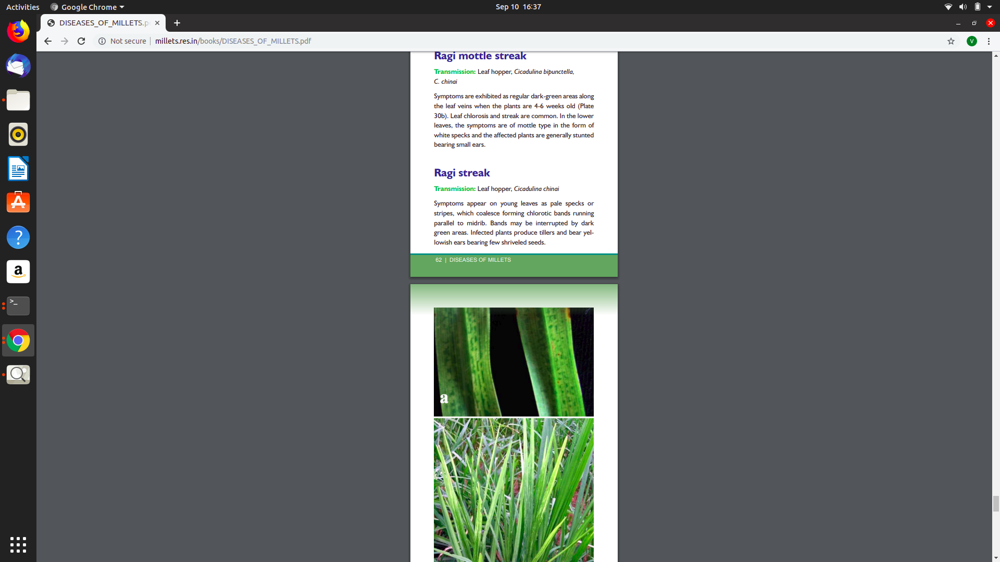 Activities
Google Chrome
Sep 10 16:37
DISEASES_OF_MILLETS.p
Not secure
millets.res.in/books/DISEASES_OF_MILLETS.pdf
V
Ragi mottle streak
Transmission: Leaf hopper, Cicadulina bipunctella,
C. chinai
Symptoms are exhibited as regular dark-green areas along
the leaf veins when the plants are 4-6 weeks old (Plate
30b). Leaf chlorosis and streak are common. In the lower
leaves, the symptoms are of mottle type in the form of
white specks and the affected plants are generally stunted
bearing small ears.
Ragi streak
Transmission: Leaf hopper, Cicadulina chinai
Symptoms appear on young leaves as pale specks or
stripes, which coalesce forming chlorotic bands running
parallel to midrib. Bands may be interrupted by dark
green areas. Infected plants produce tillers and bear yel-
lowish ears bearing few shriveled seeds.
62 | DISEASES OF MILLETS
a